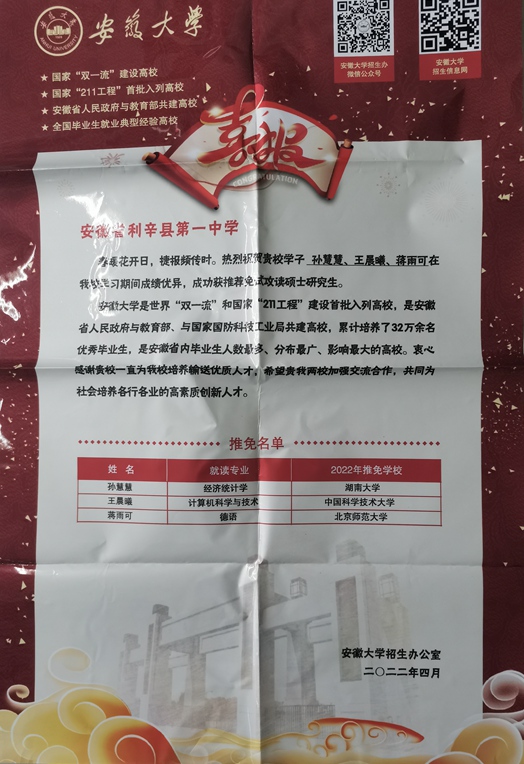 安徽大学
安徽大学招生办
微信公众号
安徽大学
招生信息网
★ 国家“双一流”建设高校
★ 国家“211工程”首批入列高校
★ 安徽省人民政府与教育部共建高校
★ 全国毕业生就业典型经验高校
喜报
CONGRATULATION
安徽省利辛县第一中学
春暖花开日，捷报频传时。热烈祝贺贵校学子 孙慧慧、王晨曦、蒋雨可在
我校学习期间成绩优异，成功获推荐免试攻读硕士研究生。
安徽大学是世界“双一流”和国家“211工程”建设首批入列高校，是安徽
省人民政府与教育部、与国家国防科技工业局共建高校，累计培养了32万余名
优秀毕业生，是安徽省内毕业生人数最多、分布最广、影响最大的高校。衷心
感谢贵校一直为我校培养输送优质人才，希望贵我两校加强交流合作，共同为
社会培养各行各业的高素质创新人才。
推免名单
姓 名 就读专业 2022年推免学校
孙慧慧 经济统计学 湖南大学
王晨曦 计算机科学与技术 中国科学技术大学
蒋雨可 德语 北京师范大学
安徽大学招生办公室
二〇二二年四月